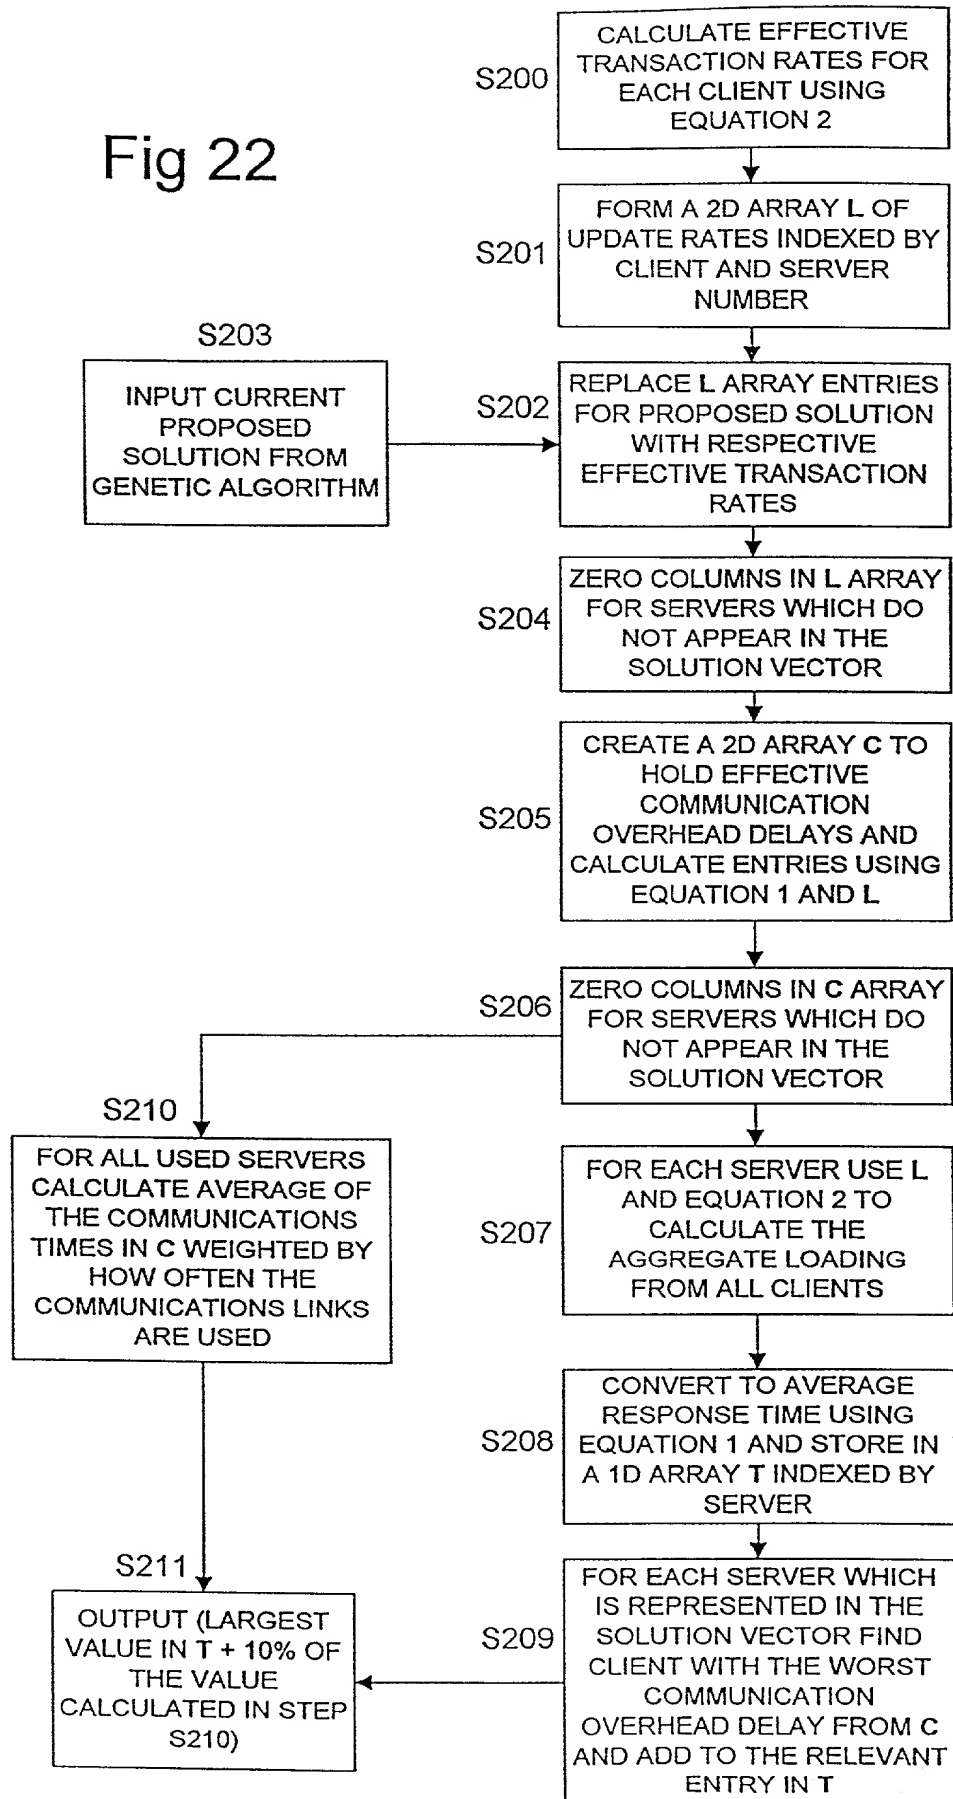 Fig 22
S200
CALCULATE EFFECTIVE
TRANSACTION RATES FOR
EACH CLIENT USING
EQUATION 2
S201
FORM A 2D ARRAY L OF
UPDATE RATES INDEXED BY
CLIENT AND SERVER
NUMBER
S203
INPUT CURRENT
PROPOSED
SOLUTION FROM
GENETIC ALGORITHM
S202
REPLACE L ARRAY ENTRIES
FOR PROPOSED SOLUTION
WITH RESPECTIVE
EFFECTIVE TRANSACTION
RATES
S204
ZERO COLUMNS IN L ARRAY
FOR SERVERS WHICH DO
NOT APPEAR IN THE
SOLUTION VECTOR
S205
CREATE A 2D ARRAY C TO
HOLD EFFECTIVE
COMMUNICATION
OVERHEAD DELAYS AND
CALCULATE ENTRIES USING
EQUATION 1 AND L
S206
ZERO COLUMNS IN C ARRAY
FOR SERVERS WHICH DO
NOT APPEAR IN THE
SOLUTION VECTOR
S210
FOR ALL USED SERVERS
CALCULATE AVERAGE OF
THE COMMUNICATIONS
TIMES IN C WEIGHTED BY
HOW OFTEN THE
COMMUNICATIONS LINKS
ARE USED
S207
FOR EACH SERVER USE L
AND EQUATION 2 TO
CALCULATE THE
AGGREGATE LOADING
FROM ALL CLIENTS
S208
CONVERT TO AVERAGE
RESPONSE TIME USING
EQUATION 1 AND STORE IN
A 1D ARRAY T INDEXED BY
SERVER
S209
FOR EACH SERVER WHICH
IS REPRESENTED IN THE
SOLUTION VECTOR FIND
CLIENT WITH THE WORST
COMMUNICATION
OVERHEAD DELAY FROM C
AND ADD TO THE RELEVANT
ENTRY IN T
S211
OUTPUT (LARGEST
VALUE IN T + 10% OF
THE VALUE
CALCULATED IN STEP
S210)